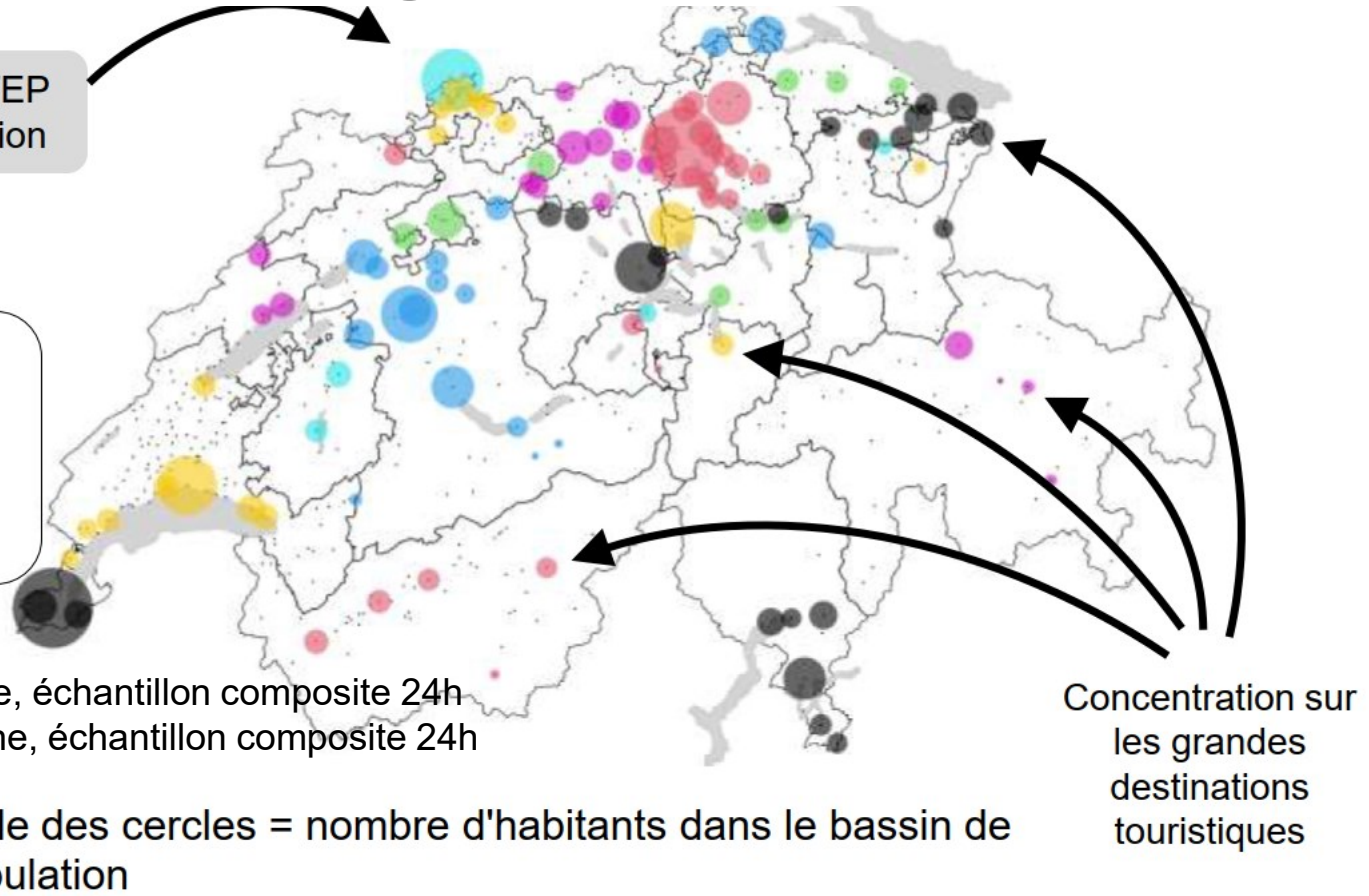 EP
ion
e, échantillon composite 24h
ne, échantillon composite 24h
Concentration sur
les grandes
destinations
touristiques
le des cercles = nombre d'habitants dans le bassin de
pulation